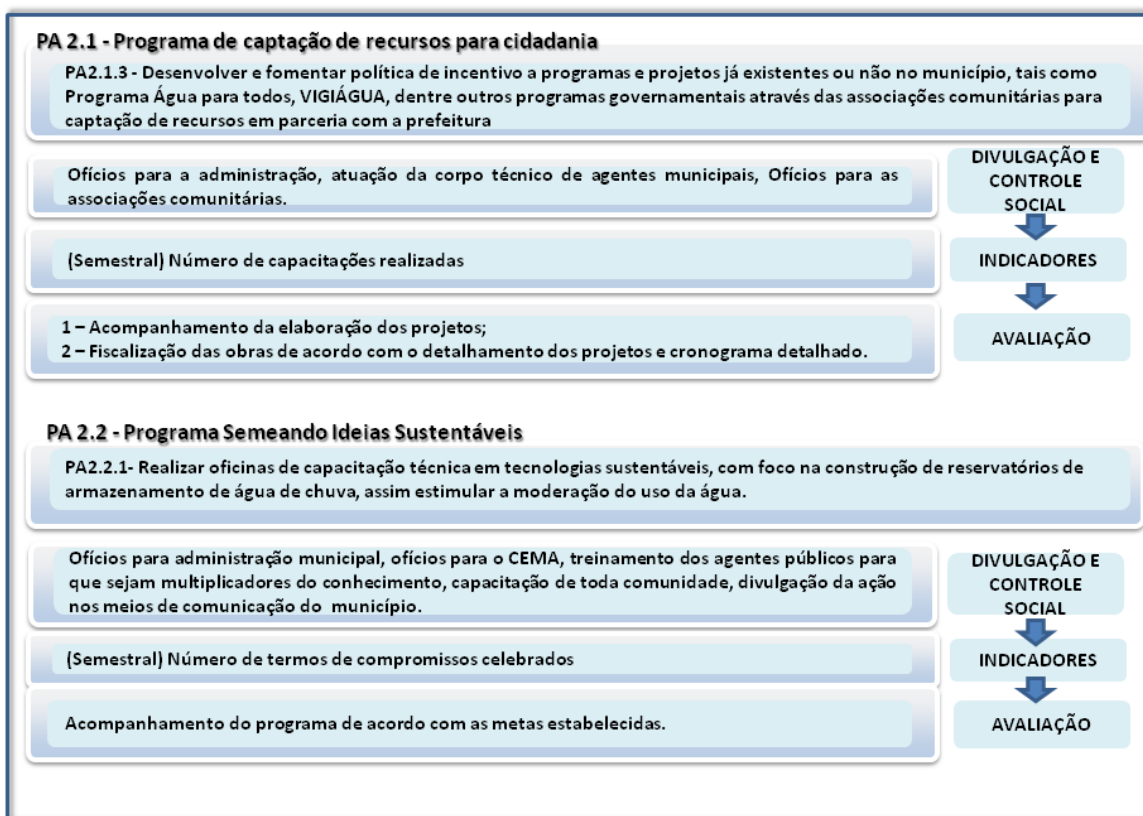 PA 2.1 - Programa de captação de recursos para cidadania
PA2.1.3 - Desenvolver e fomentar política de incentivo a programas e projetos já existentes ou não no município, tais como
Programa Água para todos, VIGIÁGUA, dentre outros programas governamentais através das associações comunitárias para
captação de recursos em parceria com a prefeitura
Ofícios para a administração, atuação da corpo técnico de agentes municipais, Ofícios para as
associações comunitárias.
DIVULGAÇÃO E
CONTROLE
SOCIAL
(Semestral) Número de capacitações realizadas
INDICADORES
1 – Acompanhamento da elaboração dos projetos;
2 – Fiscalização das obras de acordo com o detalhamento dos projetos e cronograma detalhado.
AVALIAÇÃO
PA 2.2 - Programa Semeando Ideias Sustentáveis
PA2.2.1- Realizar oficinas de capacitação técnica em tecnologias sustentáveis, com foco na construção de reservatórios de
armazenamento de água de chuva, assim estimular a moderação do uso da água.
Ofícios para administração municipal, ofícios para o CEMA, treinamento dos agentes públicos para
que sejam multiplicadores do conhecimento, capacitação de toda comunidade, divulgação da ação
nos meios de comunicação do município.
DIVULGAÇÃO E
CONTROLE
SOCIAL
(Semestral) Número de termos de compromissos celebrados
INDICADORES
Acompanhamento do programa de acordo com as metas estabelecidas.
AVALIAÇÃO